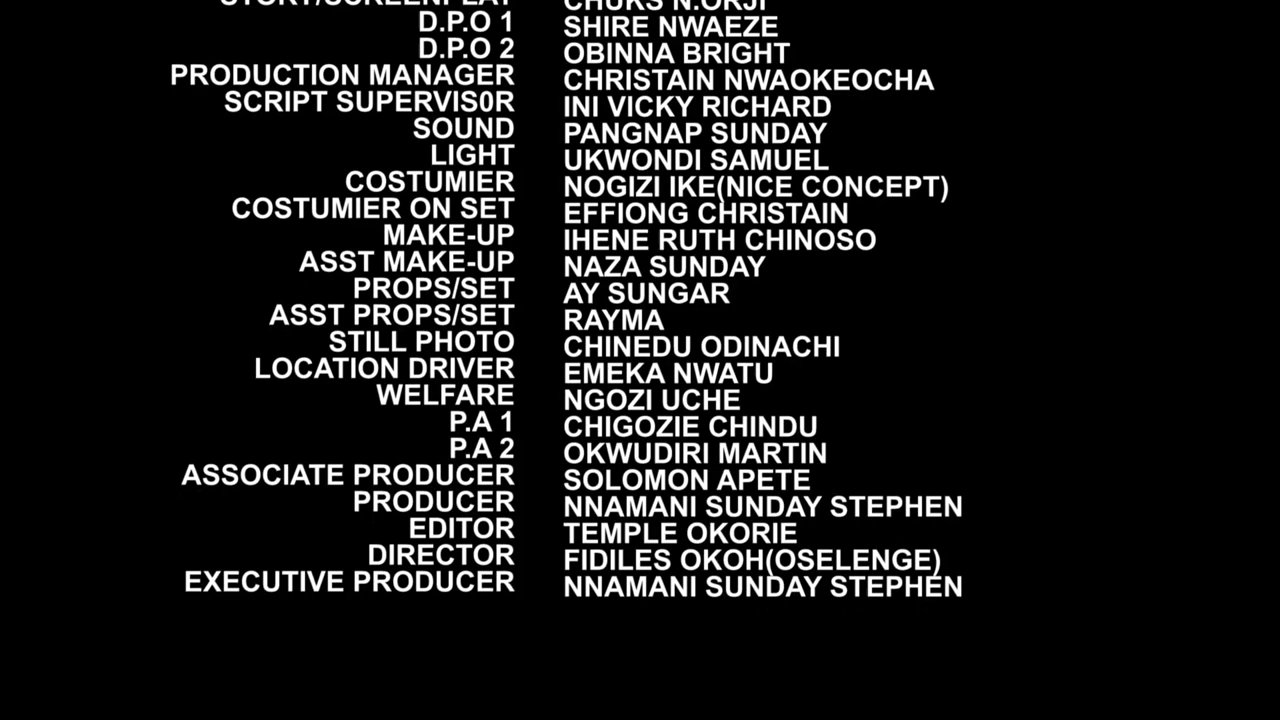 STORY/SCREENPLAY CHUKS N.ORJI
D.P.O 1 SHIRE NWAEZE
D.P.O 2 OBINNA BRIGHT
PRODUCTION MANAGER CHRISTAIN NWAOKEOCHA
SCRIPT SUPERVIS0R INI VICKY RICHARD
SOUND PANGNAP SUNDAY
LIGHT UKWONDI SAMUEL
COSTUMIER NOGIZI IKE(NICE CONCEPT)
COSTUMIER ON SET EFFIONG CHRISTAIN
MAKE-UP IHENE RUTH CHINOSO
ASST MAKE-UP NAZA SUNDAY
PROPS/SET AY SUNGAR
ASST PROPS/SET RAYMA
STILL PHOTO CHINEDU ODINACHI
LOCATION DRIVER EMEKA NWATU
WELFARE NGOZI UCHE
P.A 1 CHIGOZIE CHINDU
P.A 2 OKWUDIRI MARTIN
ASSOCIATE PRODUCER SOLOMON APETE
PRODUCER NNAMANI SUNDAY STEPHEN
EDITOR TEMPLE OKORIE
DIRECTOR FIDILES OKOH(OSELENGE)
EXECUTIVE PRODUCER NNAMANI SUNDAY STEPHEN